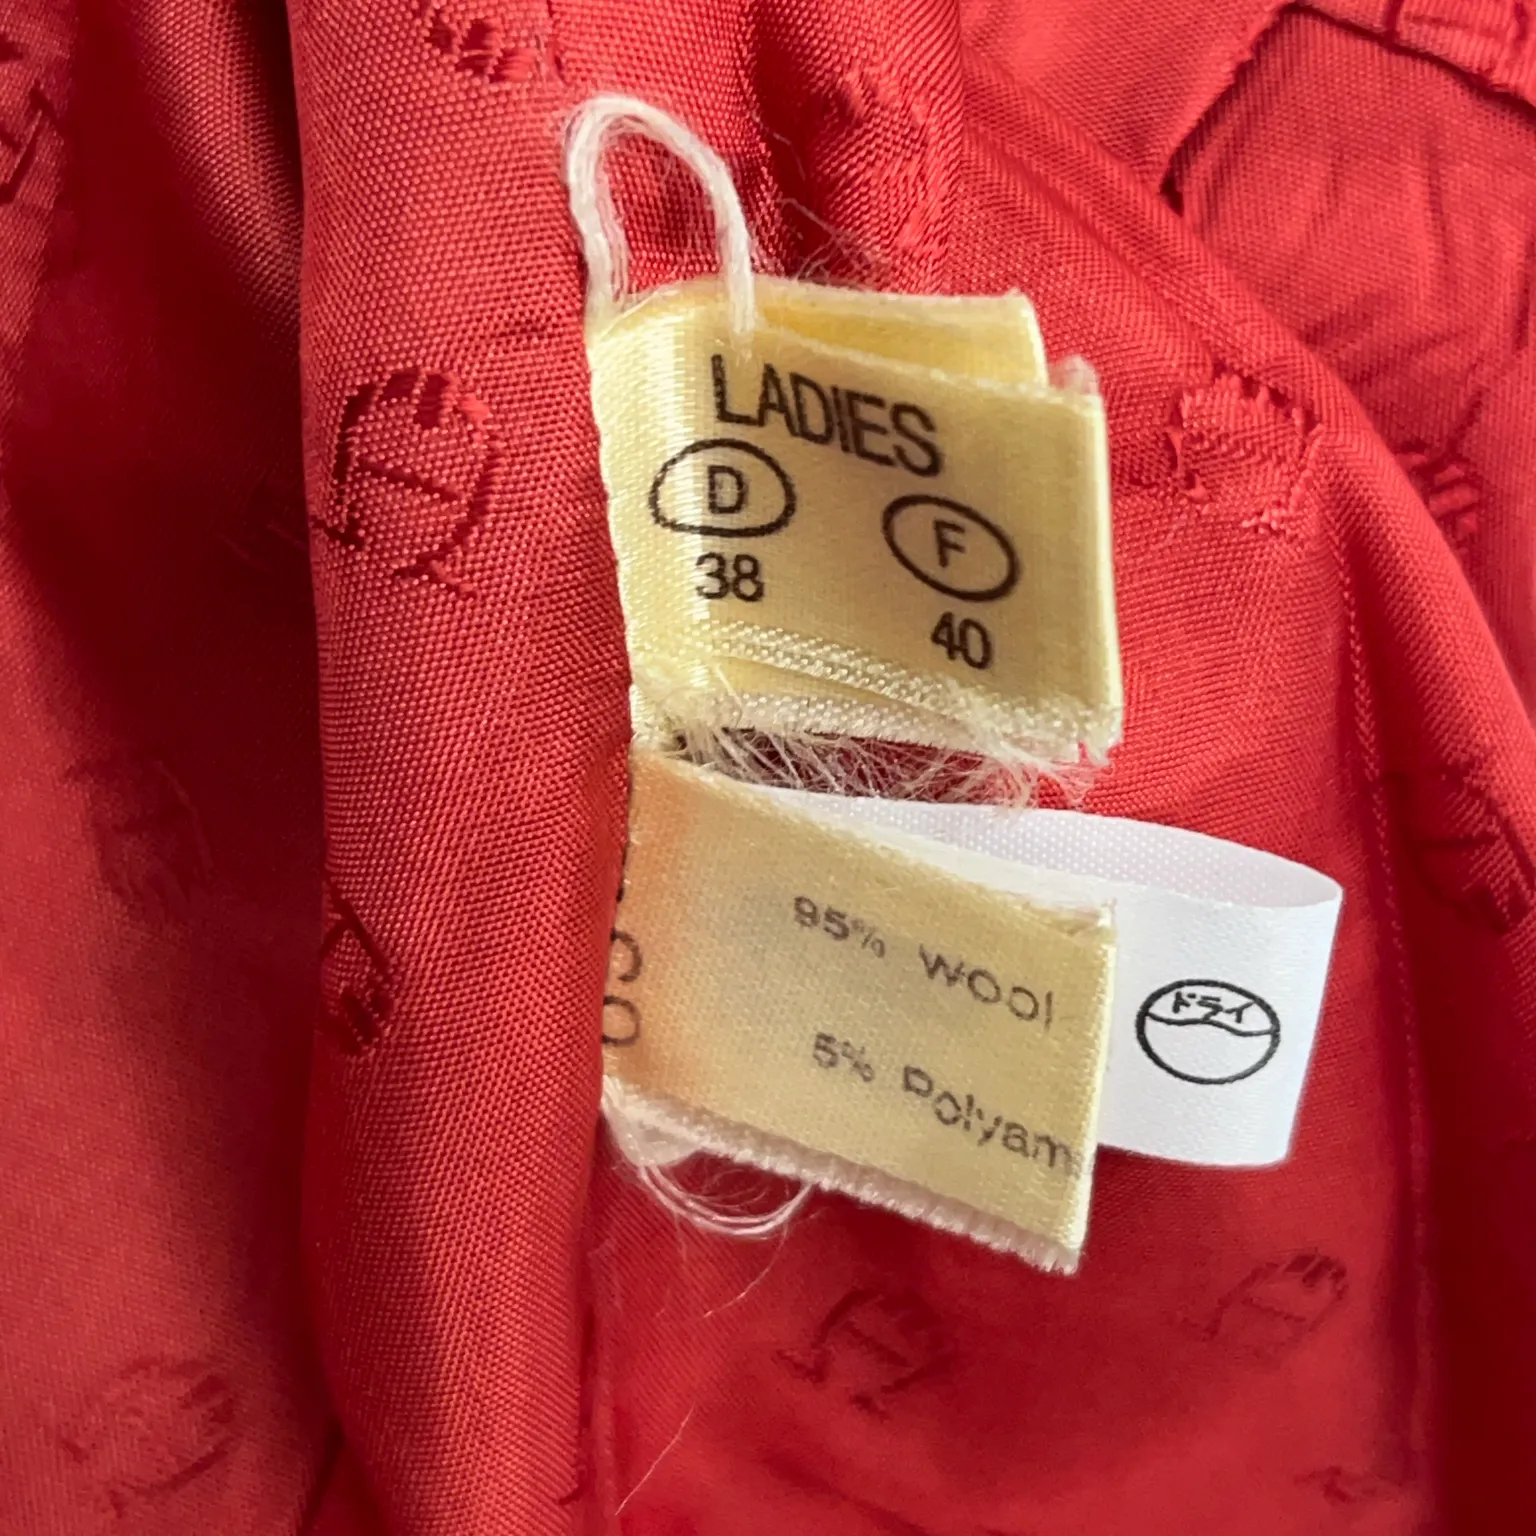 LADIES
D F
38 40
95% Wool
5% Polyam
ドライ